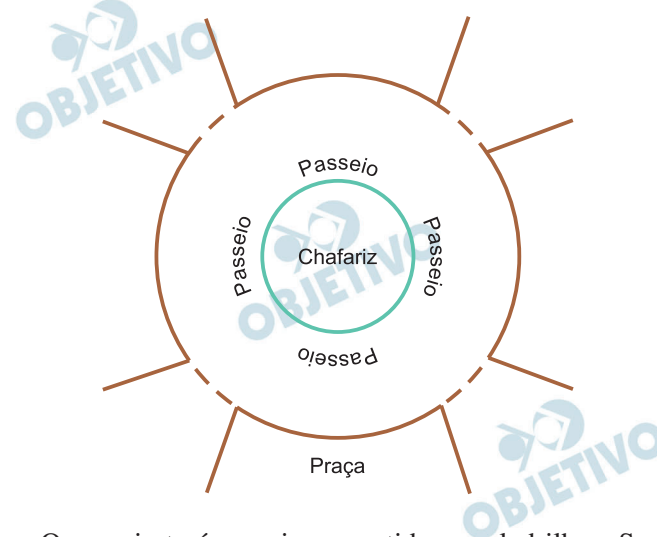 OBJETIVO
Passeio
Passeio
Passeio
Chafariz
OBJETIVO
Passeio
Praça
OBJETIVO